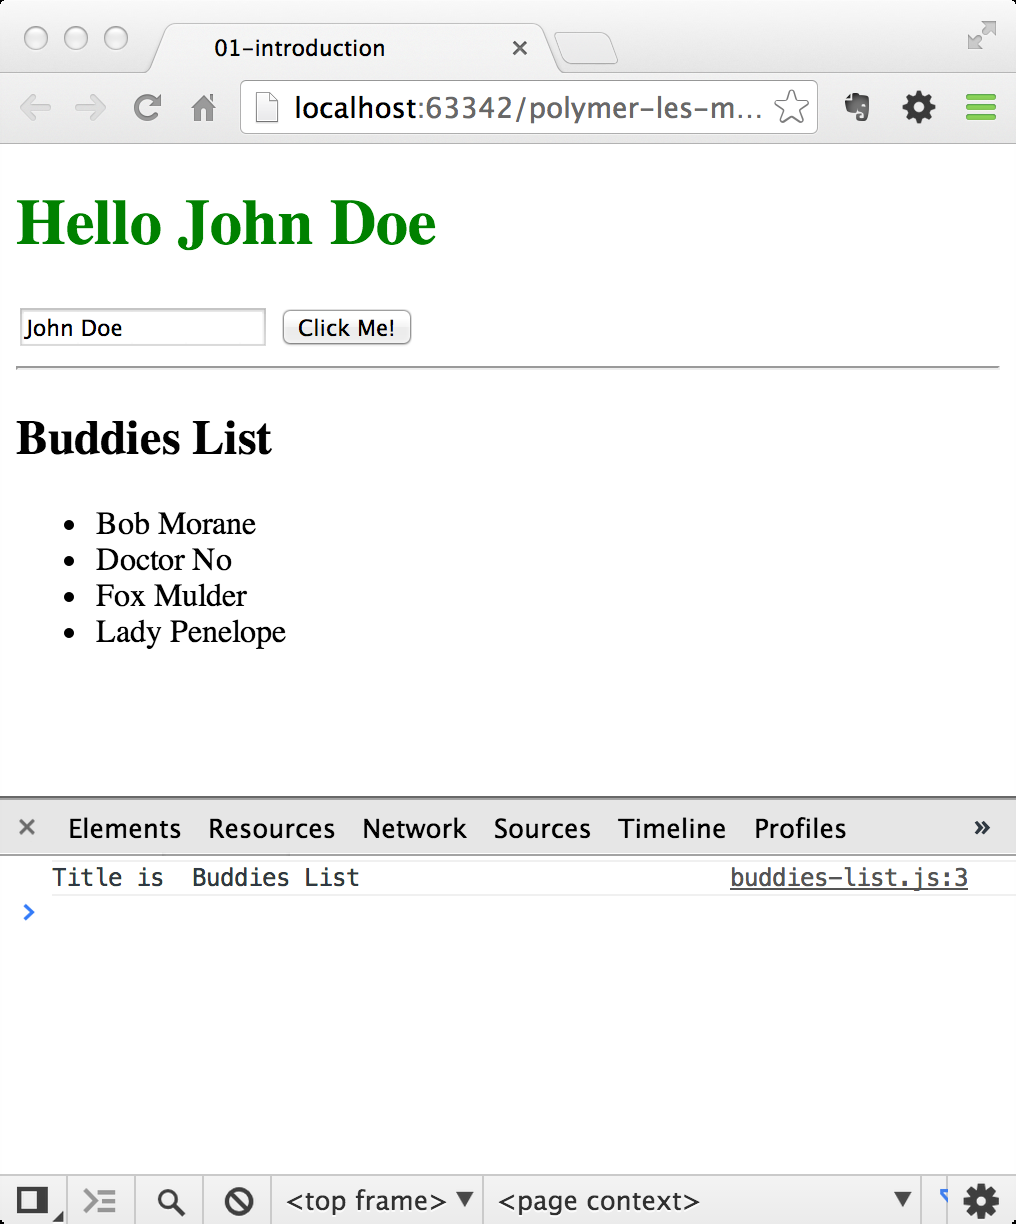 01-introduction
localhost:63342/polymer-les-m...
Hello John Doe
John Doe Click Me!
Buddies List
Bob Morane
Doctor No
Fox Mulder
Lady Penelope
Elements Resources Network Sources Timeline Profiles »
Title is  Buddies List buddies-list.js:3
<top frame> <page context>